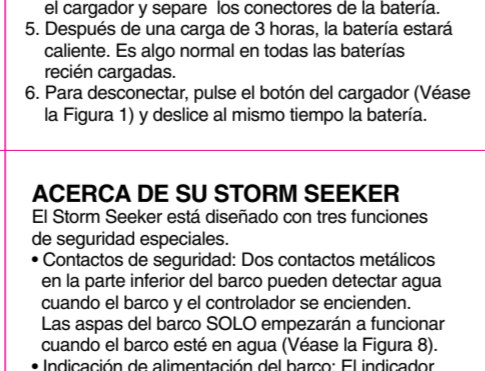 el cargador y separe los conectores de la batería.
5. Después de una carga de 3 horas, la batería estará
caliente. Es algo normal en todas las baterías
recién cargadas.
6. Para desconectar, pulse el botón del cargador (Véase
la Figura 1) y deslice al mismo tiempo la batería.
ACERCA DE SU STORM SEEKER
El Storm Seeker está diseñado con tres funciones
de seguridad especiales.
• Contactos de seguridad: Dos contactos metálicos
en la parte inferior del barco pueden detectar agua
cuando el barco y el controlador se encienden.
Las aspas del barco SOLO empezarán a funcionar
cuando el barco esté en agua (Véase la Figura 8).
• Indicación de alimentación del barco: El indicador